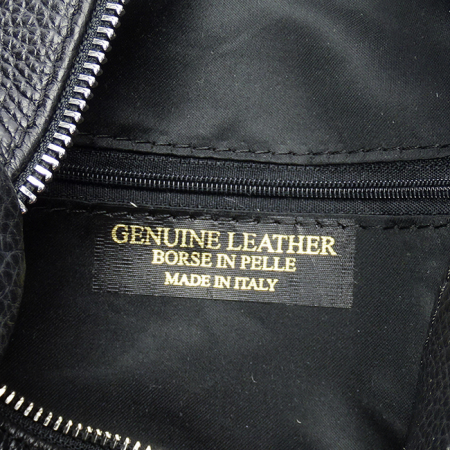 GENUINE LEATHER
BORSE IN PELLE
MADE IN ITALY